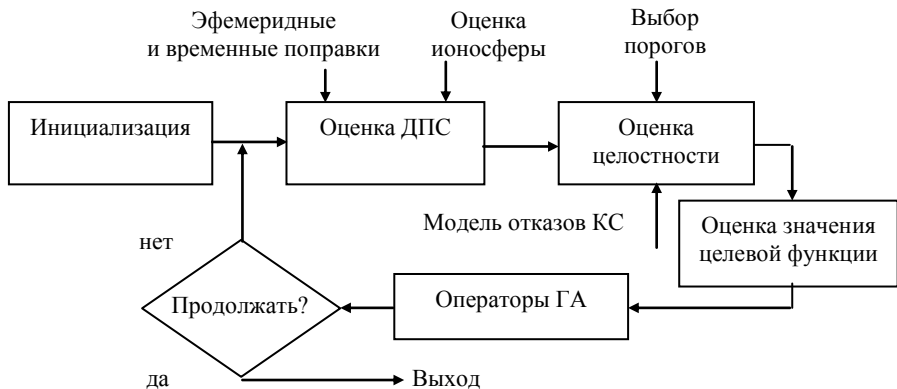 Эфемеридные
и временные поправки
Оценка
ионосферы
Выбор
порогов
Инициализация
Оценка ДПС
Оценка
целостности
Модель отказов КС
Оценка значения
целевой функции
нет
Продолжать?
Операторы ГА
да
Выход